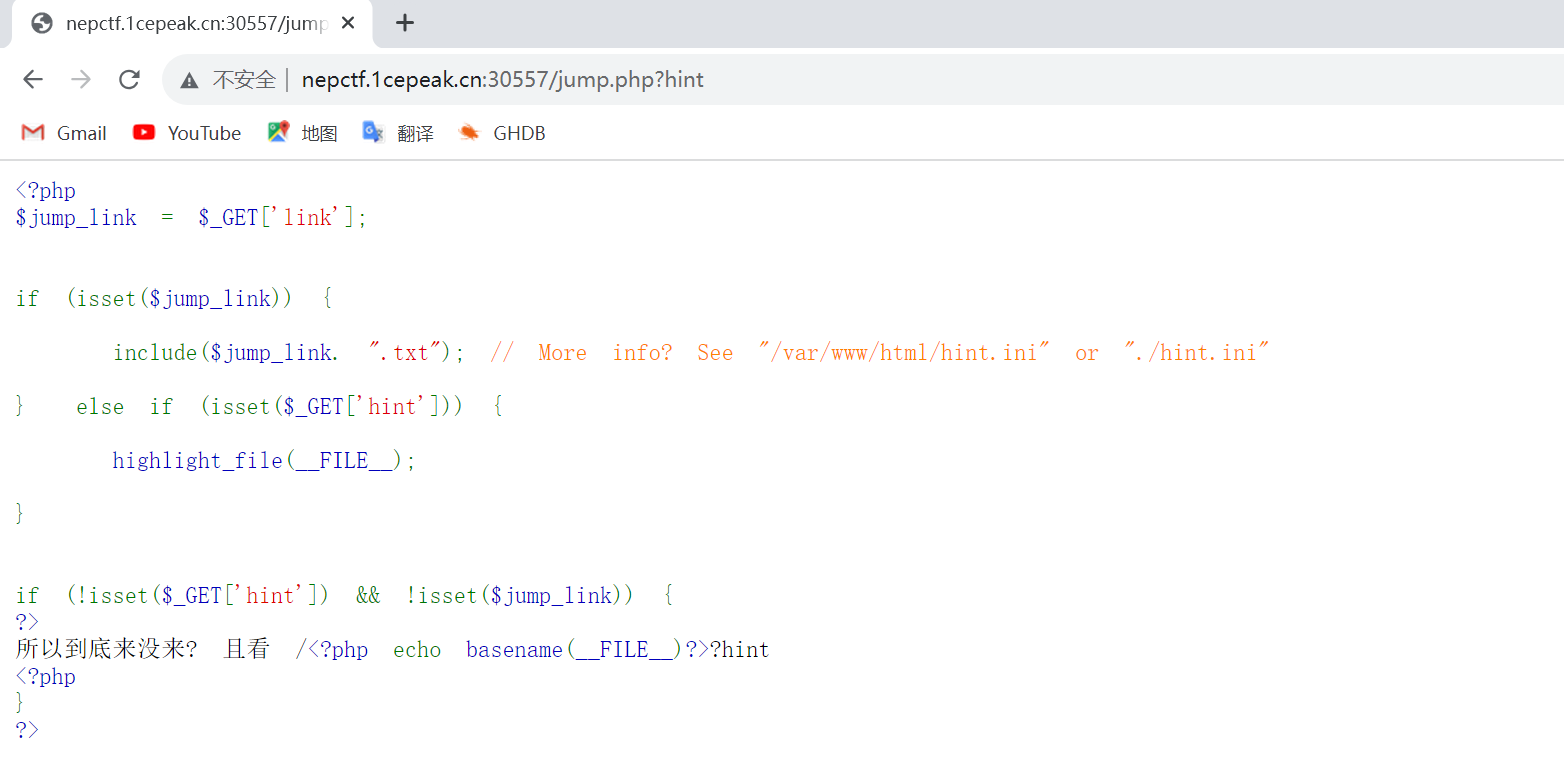 nepctf.1cepeak.cn:30557/jump
不安全 | nepctf.1cepeak.cn:30557/jump.php?hint
Gmail YouTube 地图 翻译 GHDB
<?php
$jump_link = $_GET['link'];
if (isset($jump_link)) {
include($jump_link. ".txt"); // More info? See "/var/www/html/hint.ini" or "./hint.ini"
} else if (isset($_GET['hint'])) {
highlight_file(__FILE__);
}
if (!isset($_GET['hint']) && !isset($jump_link)) {
?>
所以到底来没来? 且看 /<?php echo basename(__FILE__)?>?hint
<?php
}
?>